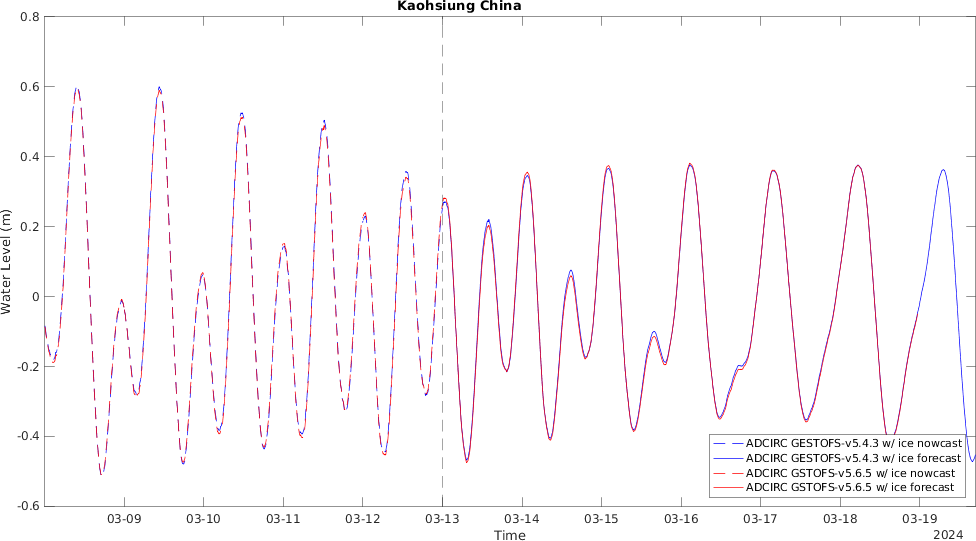 Kaohsiung China
Water Level (m)
0.8
0.6
0.4
0.2
0
-0.2
-0.4
-0.6
ADCIRC GESTOFS-v5.4.3 w/ ice nowcast
ADCIRC GESTOFS-v5.4.3 w/ ice forecast
ADCIRC GSTOFS-v5.6.5 w/ ice nowcast
ADCIRC GSTOFS-v5.6.5 w/ ice forecast
03-09 03-10 03-11 03-12 03-13 03-14 03-15 03-16 03-17 03-18 03-19
Time
2024